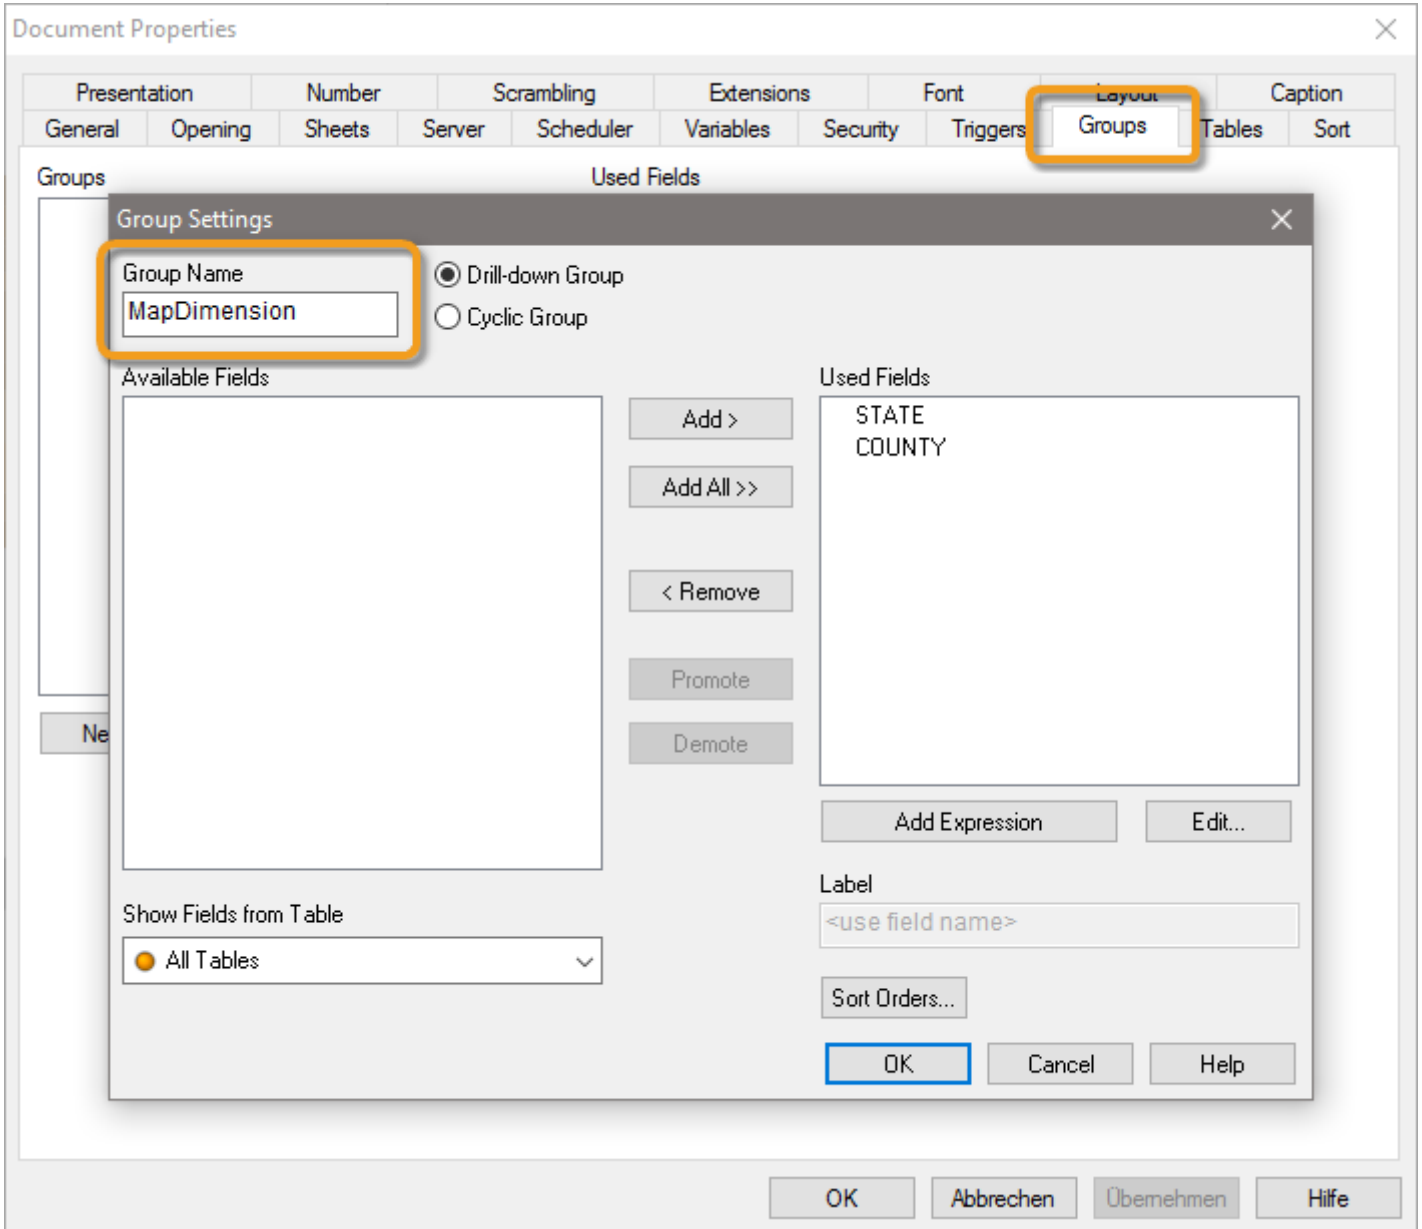 Document Properties
Presentation Number Scrambling Extensions Font Layout Caption
General Opening Sheets Server Scheduler Variables Security Triggers Groups Tables Sort
Groups Used Fields
Group Settings
Group Name
MapDimension
Drill-down Group
Cyclic Group
Available Fields
Used Fields
STATE
COUNTY
Add >
Add All >>
< Remove
Promote
Demote
Ne
Add Expression Edit...
Label
<use field name>
Show Fields from Table
All Tables
Sort Orders...
OK Cancel Help
OK Abbrechen Übernehmen Hilfe